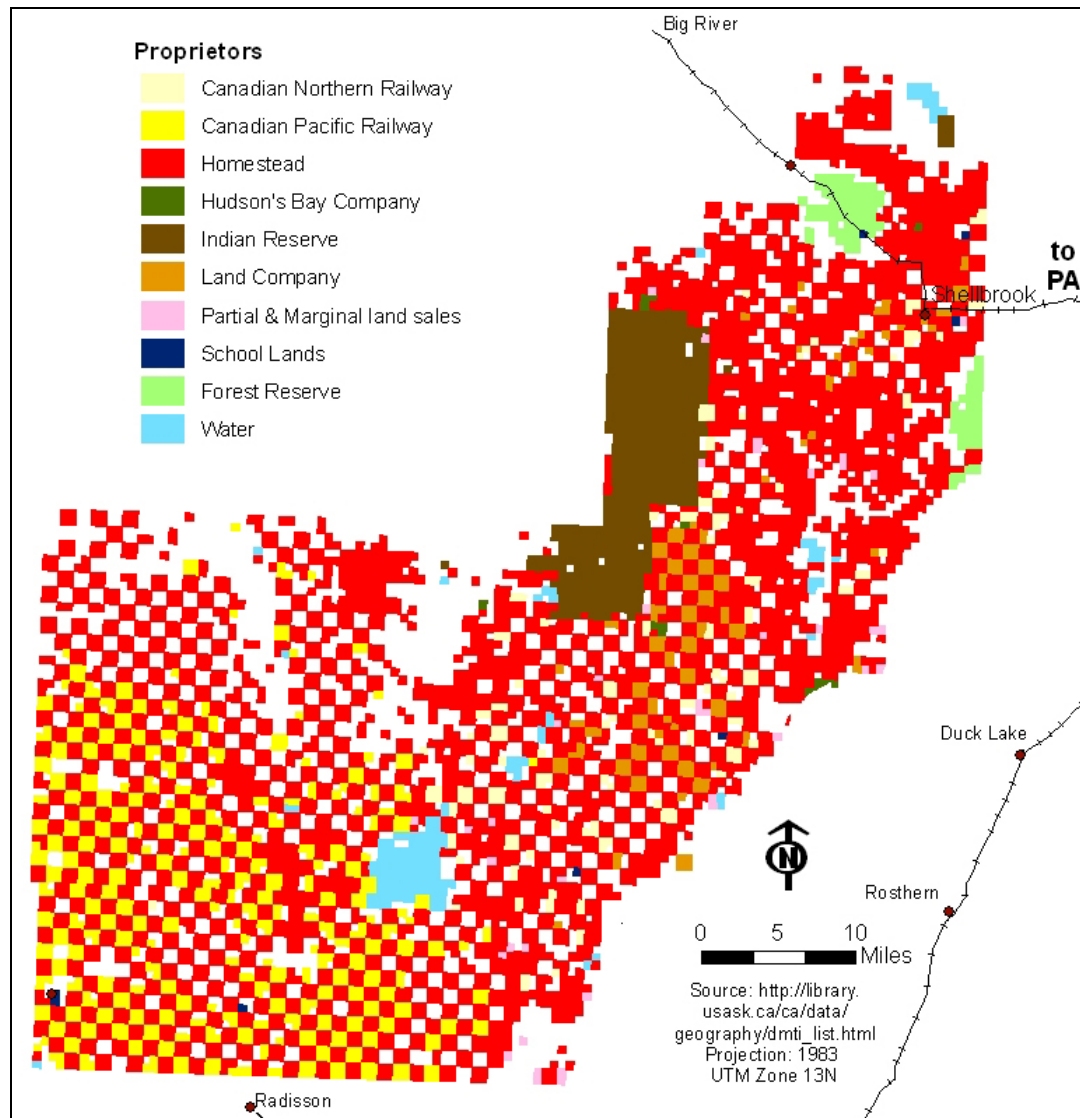 Big River
Proprietors
Canadian Northern Railway
Canadian Pacific Railway
Homestead
Hudson's Bay Company
Indian Reserve
Land Company
Partial & Marginal land sales
School Lands
Forest Reserve
Water
to
PA
Shellbrook
Duck Lake
N
Rosthern
0 5 10
Miles
Source: http://library.
usask.ca/ca/data/
geography/dmti_list.html
Projection: 1983
UTM Zone 13N
Radisson